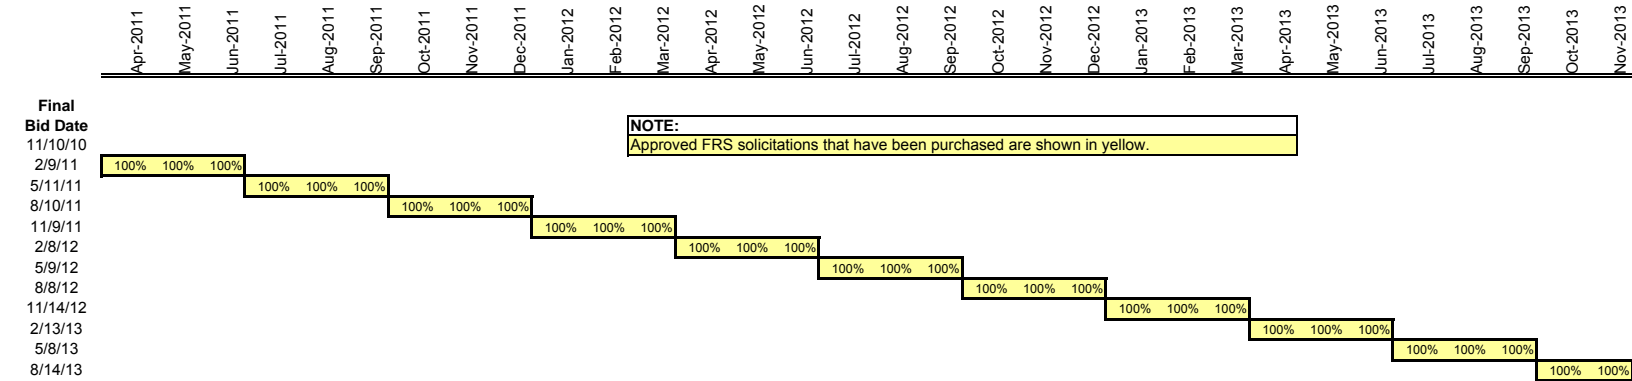 Apr-2011 May-2011 Jun-2011 Jul-2011 Aug-2011 Sep-2011 Oct-2011 Nov-2011 Dec-2011 Jan-2012 Feb-2012 Mar-2012 Apr-2012 May-2012 Jun-2012 Jul-2012 Aug-2012 Sep-2012 Oct-2012 Nov-2012 Dec-2012 Jan-2013 Feb-2013 Mar-2013 Apr-2013 May-2013 Jun-2013 Jul-2013 Aug-2013 Sep-2013 Oct-2013 Nov-2013
Final
Bid Date
NOTE:
11/10/10
Approved FRS solicitations that have been purchased are shown in yellow.
2/9/11 100% 100% 100%
5/11/11 100% 100% 100%
8/10/11 100% 100% 100%
11/9/11 100% 100% 100%
2/8/12 100% 100% 100%
5/9/12 100% 100% 100%
8/8/12 100% 100% 100%
11/14/12 100% 100% 100%
2/13/13 100% 100% 100%
5/8/13 100% 100% 100%
8/14/13 100% 100%